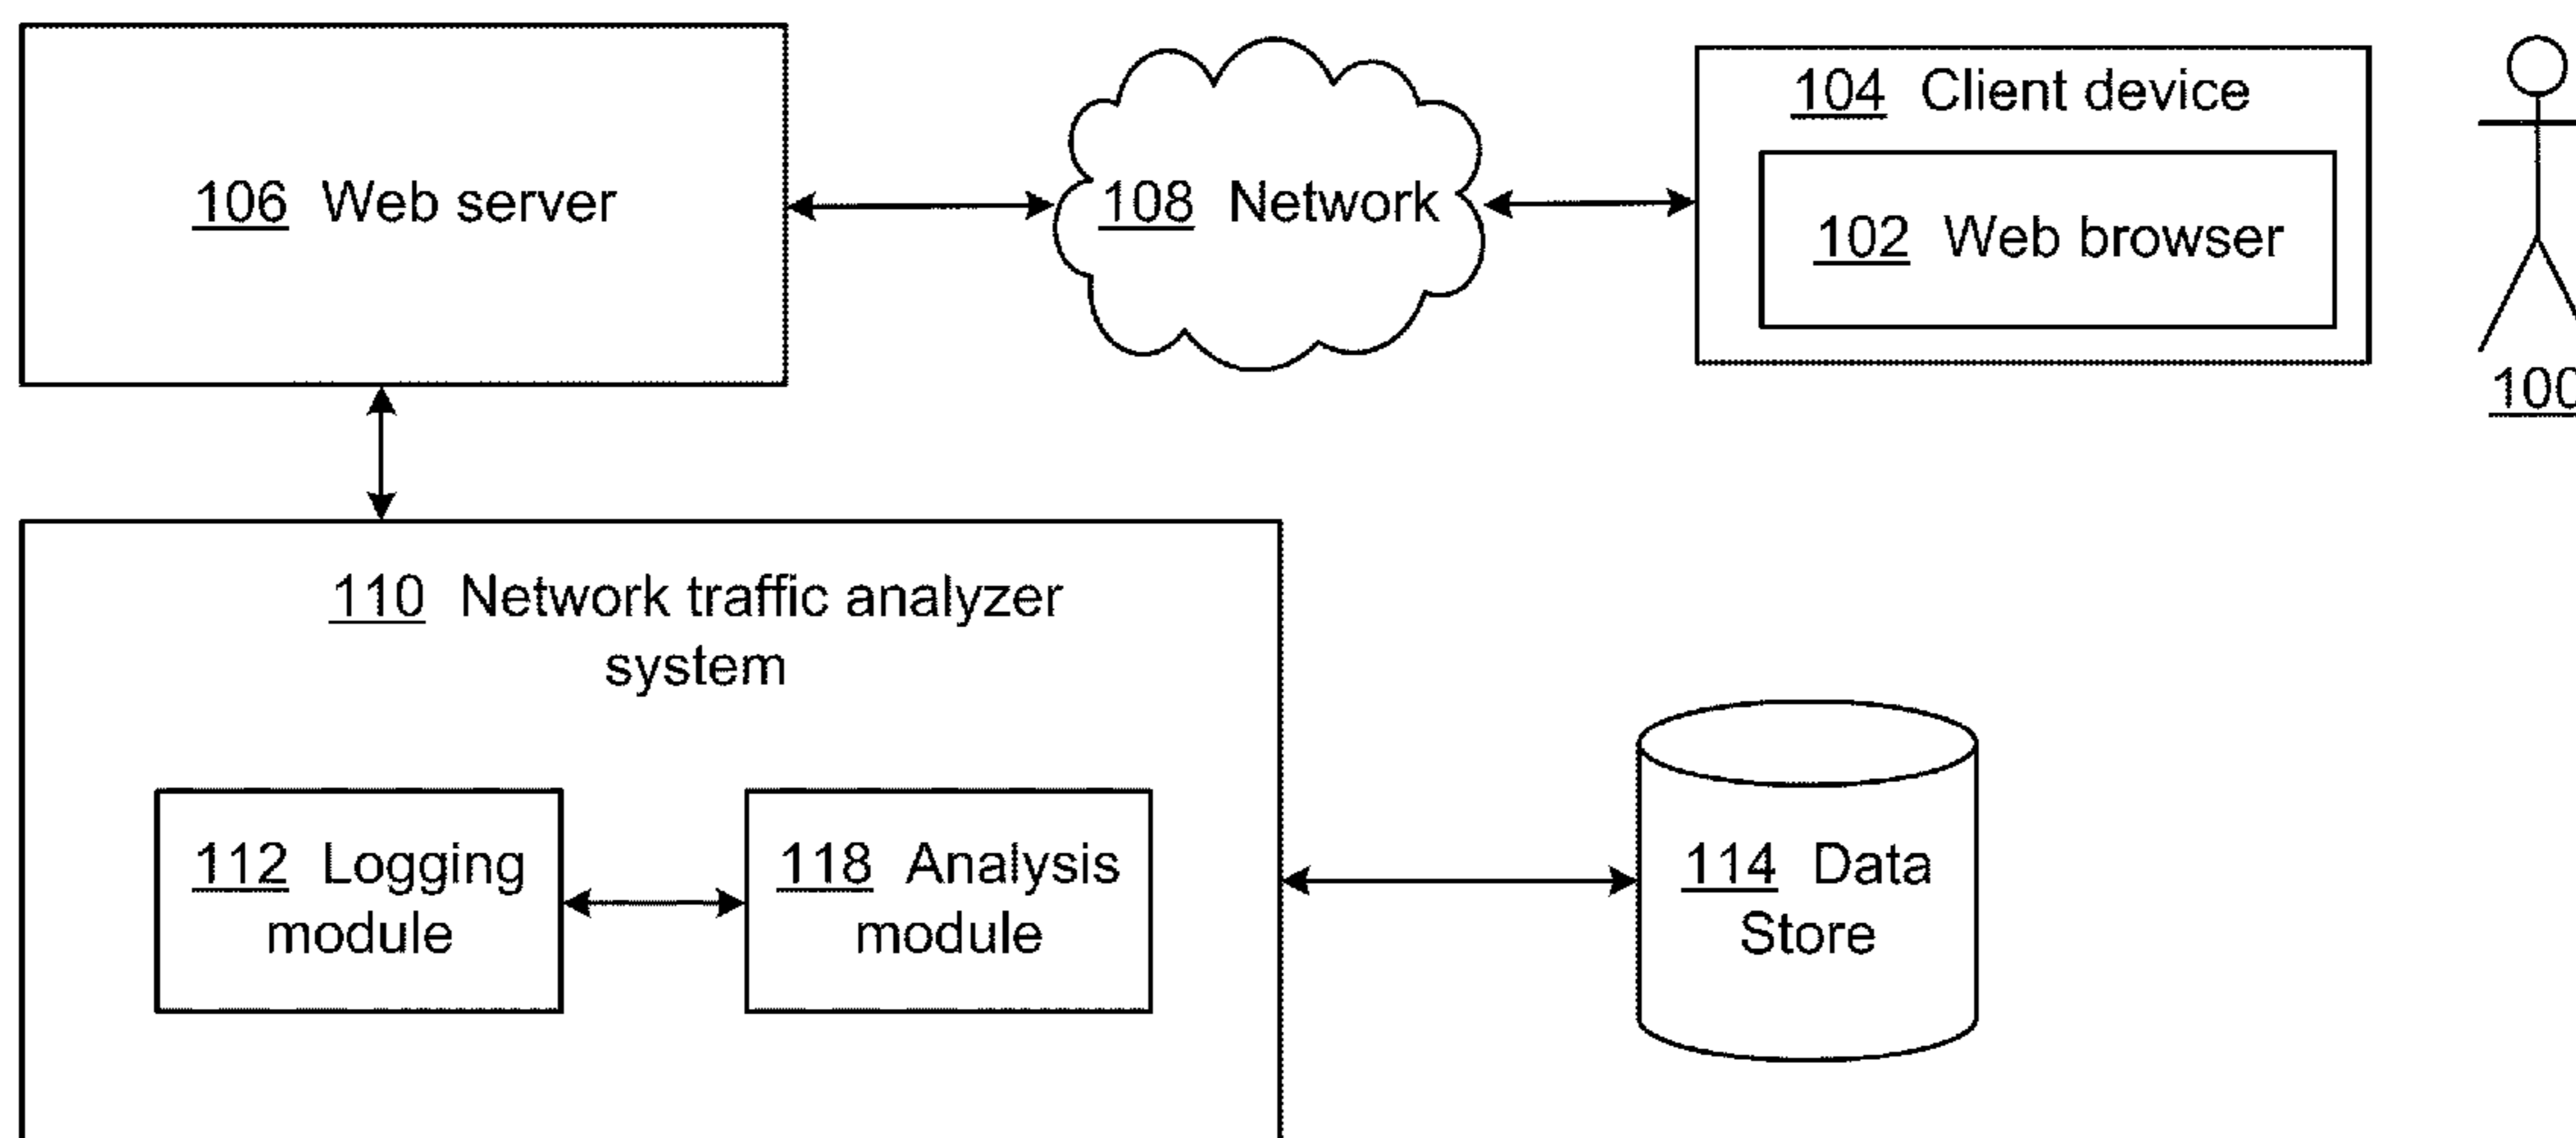 104 Client device
106 Web server
108 Network
102 Web browser
100
110 Network traffic analyzer
system
112 Logging
module
118 Analysis
module
114 Data
Store